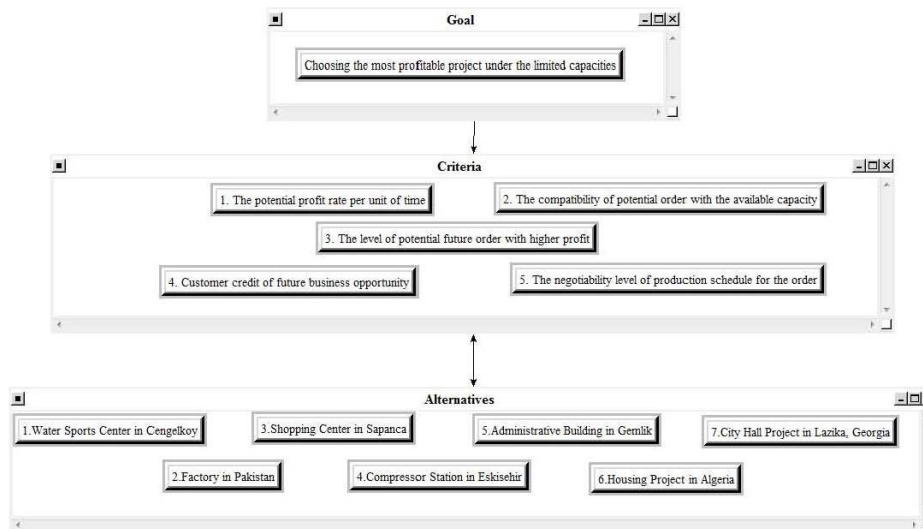 Goal
Choosing the most profitable project under the limited capacities
Criteria
1. The potential profit rate per unit of time
2. The compatibility of potential order with the available capacity
3. The level of potential future order with higher profit
4. Customer credit of future business opportunity
5. The negotiability level of production schedule for the order
Alternatives
1.Water Sports Center in Cengelkoy
3.Shopping Center in Sapanca
5.Administrative Building in Gemlik
7.City Hall Project in Lazika, Georgia
2.Factory in Pakistan
4.Compressor Station in Eskisehir
6.Housing Project in Algeria